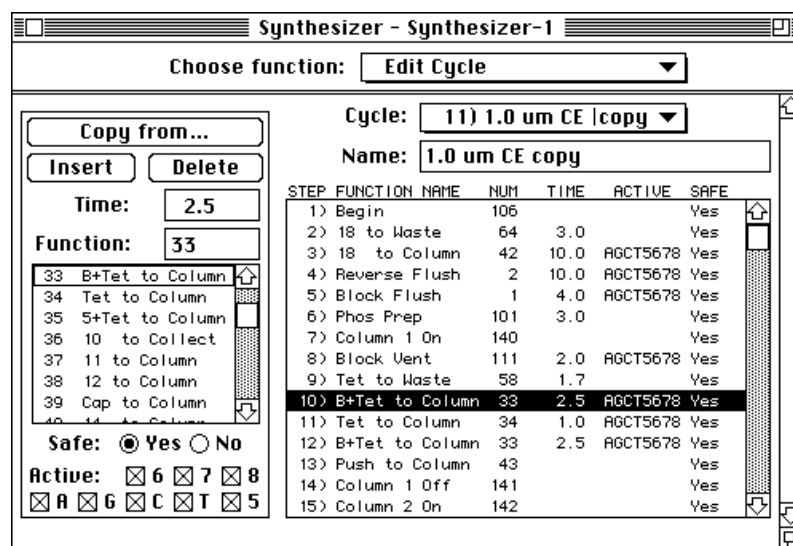 Synthesizer - Synthesizer-1
Choose function: Edit Cycle
Copy from...
Insert Delete
Time: 2.5
Function: 33
33 B+Tet to Column
34 Tet to Column
35 5+Tet to Column
36 10 to Collect
37 11 to Column
38 12 to Column
39 Cap to Column
Safe: Yes No
Active: 6 7 8
A G C T 5
Cycle: 11) 1.0 um CE |copy
Name: 1.0 um CE copy
STEP FUNCTION NAME NUM TIME ACTIVE SAFE
1) Begin 106 Yes
2) 18 to Waste 64 3.0 Yes
3) 18 to Column 42 10.0 AGCT5678 Yes
4) Reverse Flush 2 10.0 AGCT5678 Yes
5) Block Flush 1 4.0 AGCT5678 Yes
6) Phos Prep 101 3.0 Yes
7) Column 1 On 140 Yes
8) Block Vent 111 2.0 AGCT5678 Yes
9) Tet to Waste 58 1.7 Yes
10) B+Tet to Column 33 2.5 AGCT5678 Yes
11) Tet to Column 34 1.0 AGCT5678 Yes
12) B+Tet to Column 33 2.5 AGCT5678 Yes
13) Push to Column 43 Yes
14) Column 1 Off 141 Yes
15) Column 2 On 142 Yes